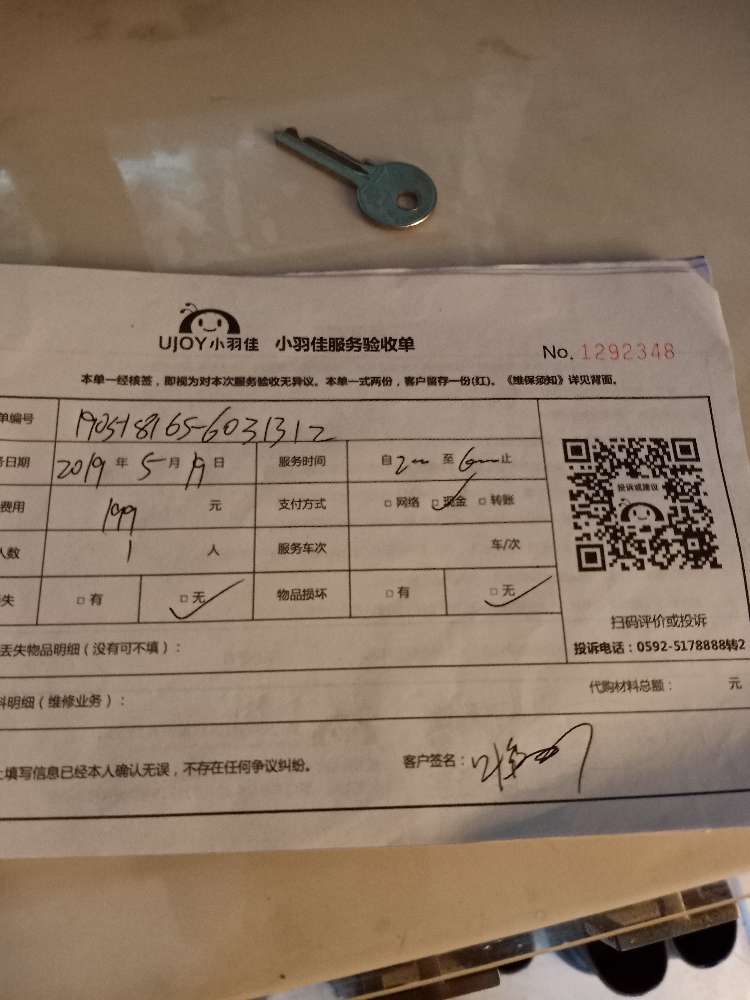 UJOY小羽佳 小羽佳服务验收单
No. 1292348
本单一经核签，即视为对本次服务验收无异议。本单一式两份，客户留存一份(红)。《维保须知》详见背面。
单编号 190518165-6031312
日期 2019 年 5 月 19 日 服务时间 自 至 止
费用 199 元 支付方式 □ 网络 □ 现金 □ 转账
人数 1 人 服务车次 车/次
失 □ 有 □ 无 物品损坏 □ 有 □ 无
投诉或建议
扫码评价或投诉
投诉电话：0592-5178888转2
丢失物品明细（没有可不填）：
料明细（维修业务）： 代购材料总额： 元
上填写信息已经本人确认无误，不存在任何争议纠纷。 客户签名：